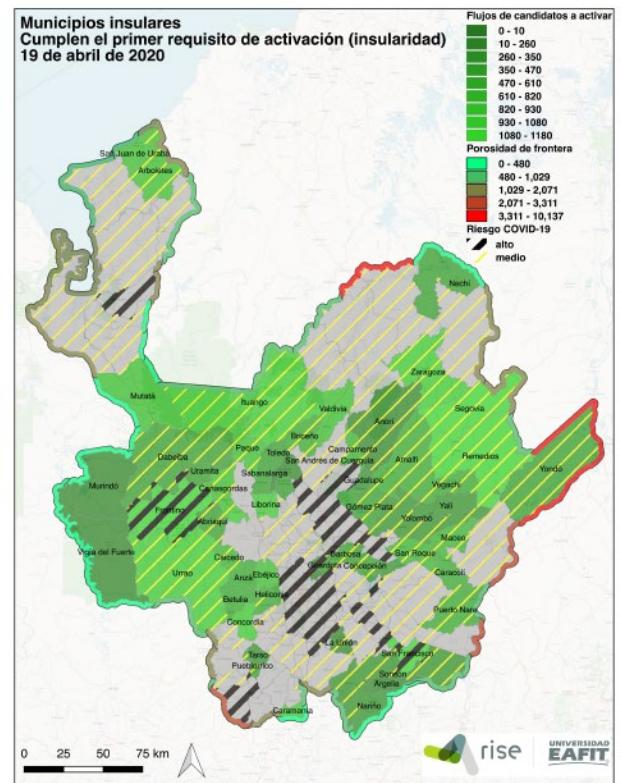 Municipios insulares
Cumplen el primer requisito de activación (insularidad)
19 de abril de 2020
Flujos de candidatos a activar
0 - 10
10 - 260
260 - 350
350 - 470
470 - 610
610 - 820
820 - 930
930 - 1080
1080 - 1180
Porosidad de frontera
0 - 480
480 - 1,029
1,029 - 2,071
2,071 - 3,311
3,311 - 10,137
Riesgo COVID-19
alto
medio
San Juan de Urabá
Arboletes
Nechí
Zaragoza
Mutatá
Ituango
Valdivia
Segovia
Anorí
Briceño
Campamento
Dabeiba
Peque
Toledo
San Andrés de Cuerquia
Amalfi
Remedios
Yondó
Uramita
Sabanalarga
Murindó
Cañasgordas
Guadalupe
Vegachí
Frontino
Liborina
Gómez Plata
Yalí
Abriaquí
Yolombó
Vigía del Fuerte
Caicedo
Barbosa
San Roque
Maceo
Urrao
Anzá
Ebéjico
Guarne
Concepción
Caracolí
Betulia
Heliconia
Puerto Nare
Concordia
La Unión
San Francisco
Tarso
Pueblorrico
Sonsón
Argelia
Nariño
Caramanta
0 25 50 75 km
rise
UNIVERSIDAD
EAFIT